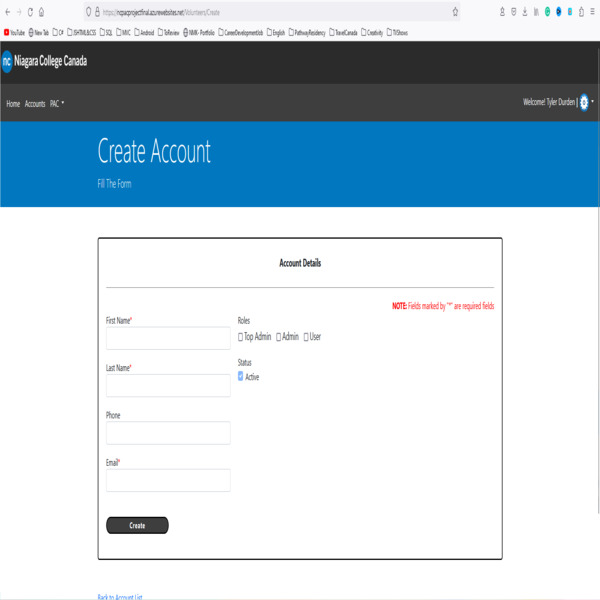 https://ncpacprojectfinal.azurewebsites.net/Volunteers/Create
YouTube New Tab C# JSHTML&CSS SQL MVC Android ToReview NMK - Portfolio CareerDevelopmentJob English PathwayResidency TravelCanada Creativity TVShows
nc Niagara College Canada
Home Accounts PAC Welcome! Tyler Durden |
Create Account
Fill The Form
Account Details
NOTE: Fields marked by "*" are required fields
First Name*
Roles
Top Admin Admin User
Last Name*
Status
Active
Phone
Email*
Create
Back to Account List